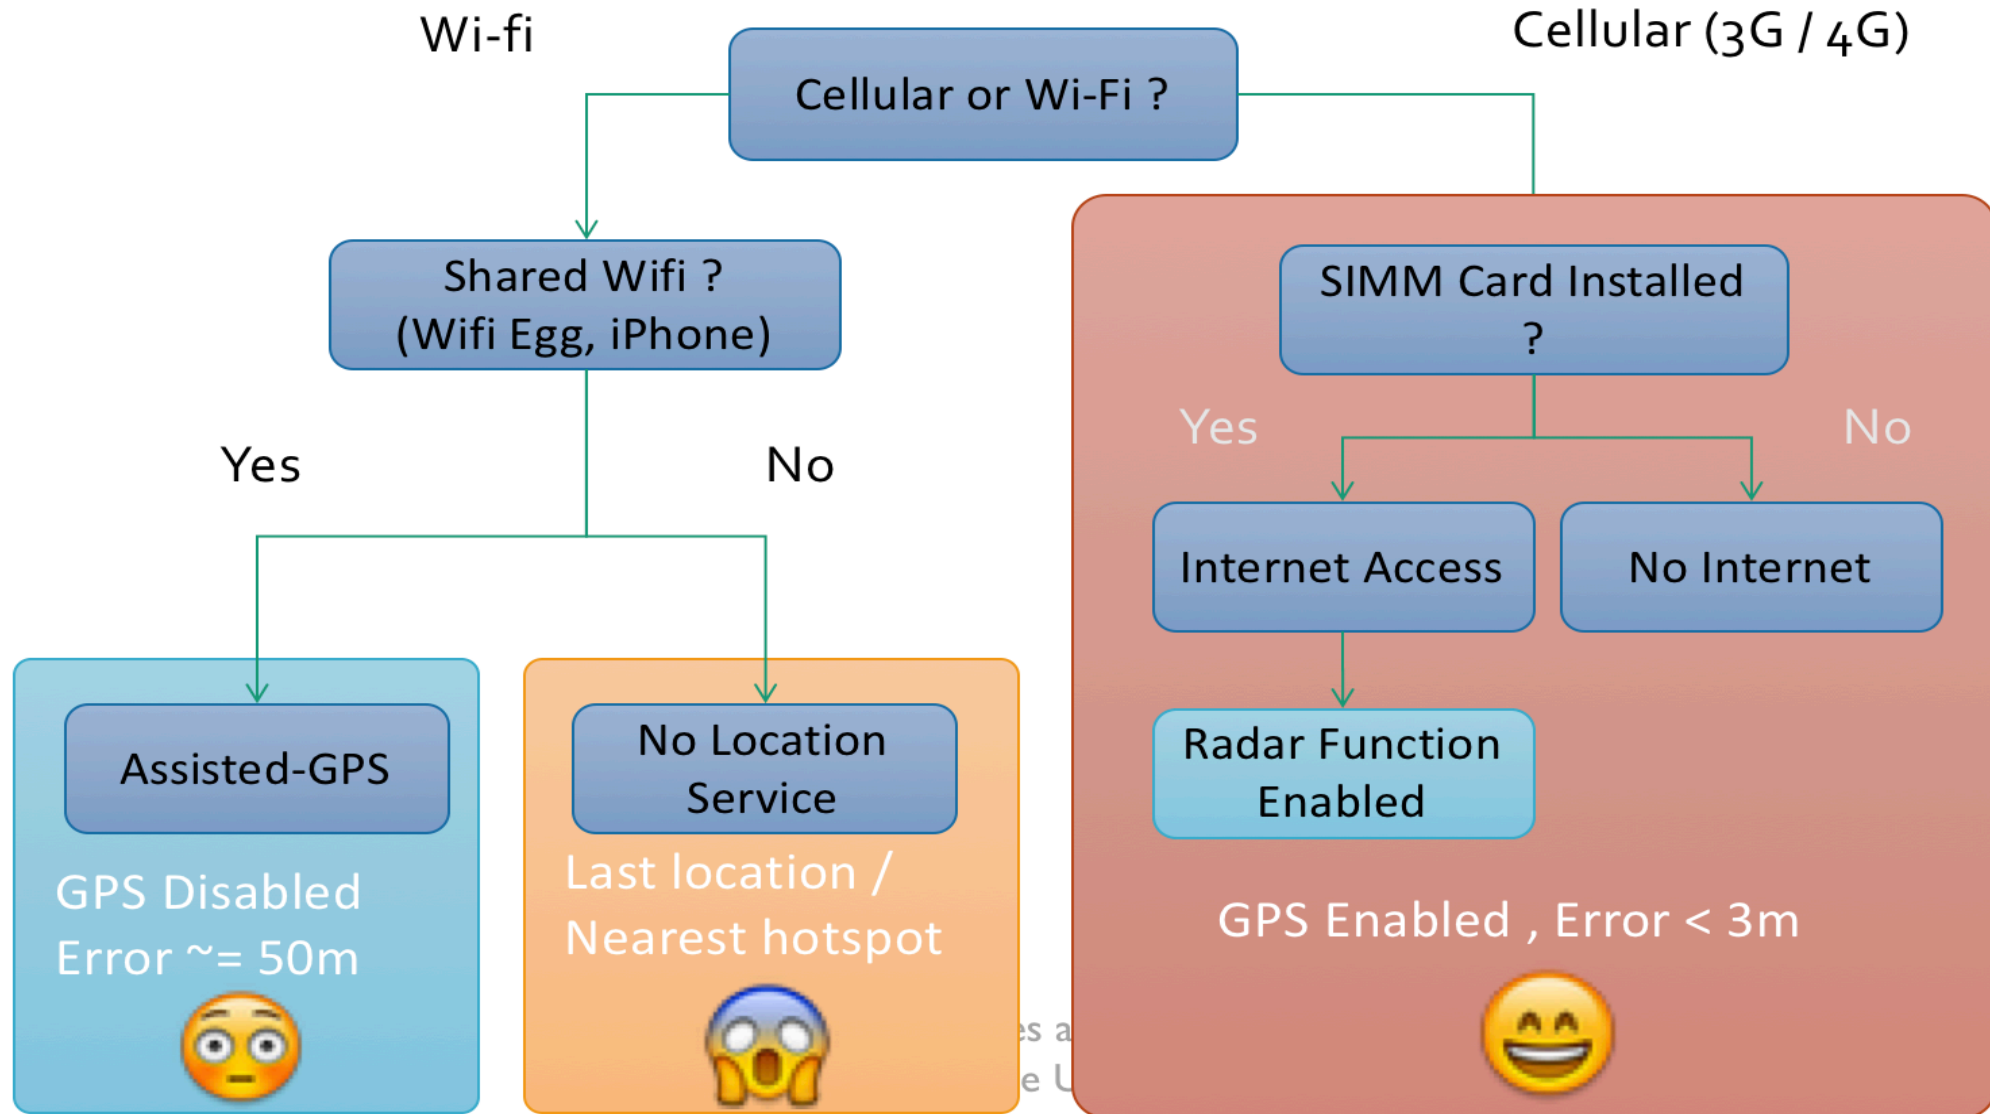 Wi-fi
Cellular (3G / 4G)
Cellular or Wi-Fi ?
Shared Wifi ?
(Wifi Egg, iPhone)
SIMM Card Installed
?
Yes
No
Yes
No
Internet Access
No Internet
Assisted-GPS
No Location
Service
Radar Function
Enabled
GPS Disabled
Error ~= 50m
Last location /
Nearest hotspot
GPS Enabled , Error < 3m